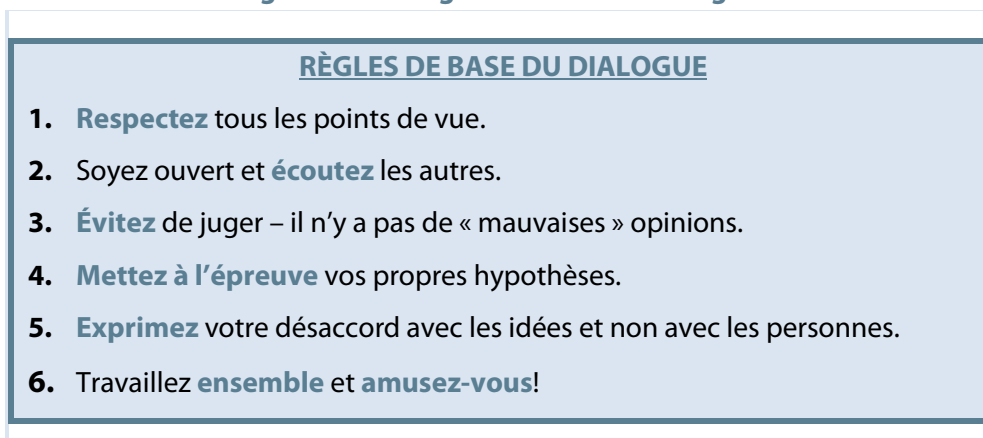 RÈGLES DE BASE DU DIALOGUE
1. Respectez tous les points de vue.
2. Soyez ouvert et écoutez les autres.
3. Évitez de juger – il n’y a pas de « mauvaises » opinions.
4. Mettez à l’épreuve vos propres hypothèses.
5. Exprimez votre désaccord avec les idées et non avec les personnes.
6. Travaillez ensemble et amusez-vous!